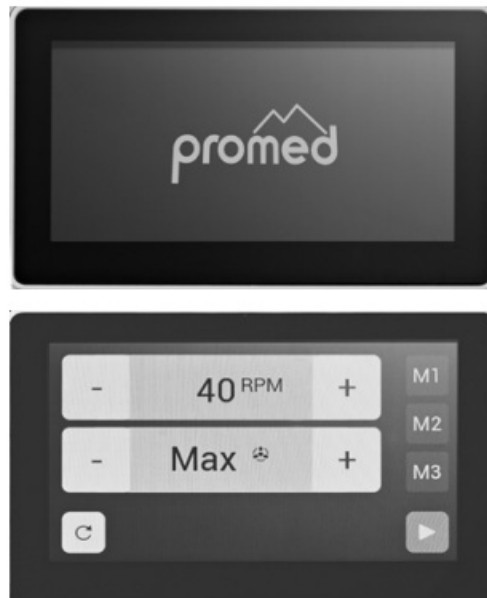 promed
- 40 RPM +
M1
M2
- Max +
M3